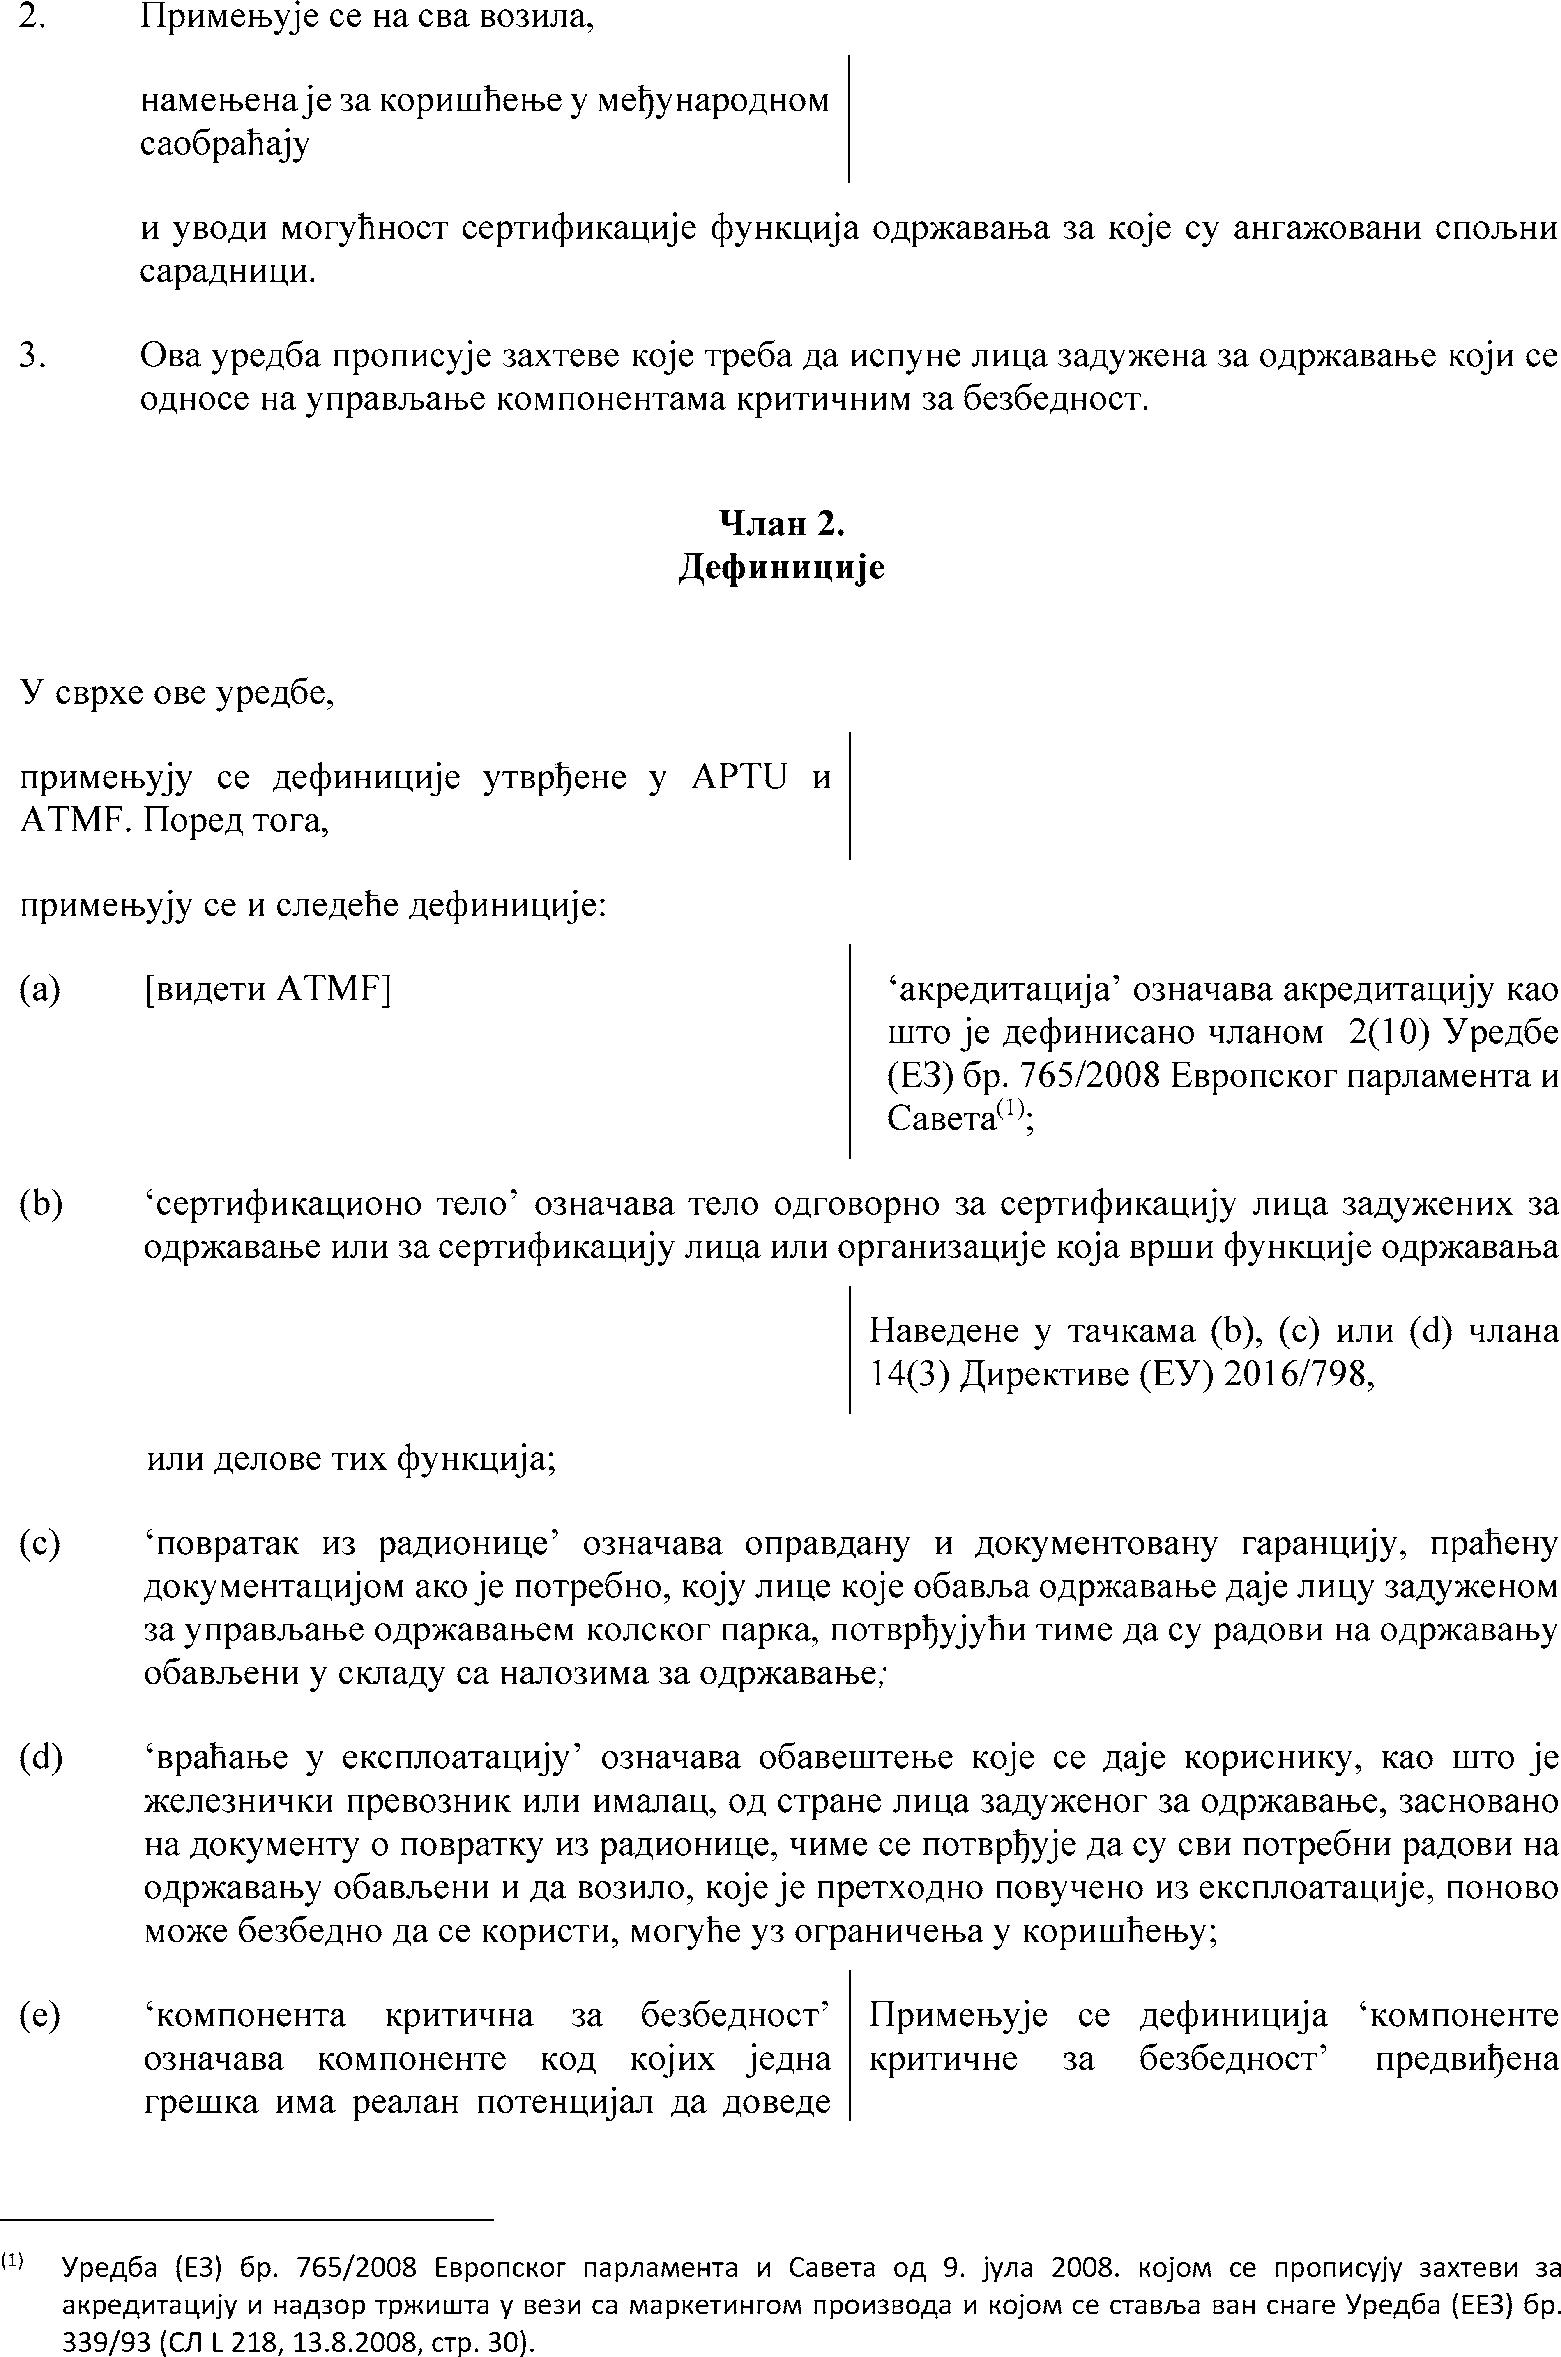 2. Примењује се на сва возила,
намењена је за коришћење у међународном
саобраћају
и уводи могућност сертификације функција одржавања за које су ангажовани спољни
сарадници.
3. Ова уредба прописује захтеве које треба да испуне лица задужена за одржавање који се
односе на управљање компонентама критичним за безбедност.
Члан 2.
Дефиниције
У сврхе ове уредбе,
примењују се дефиниције утврђене у APTU и
ATMF. Поред тога,
примењују се и следеће дефиниције:
(a) [видети ATMF]
‘акредитација’ означава акредитацију као
што је дефинисано чланом 2(10) Уредбе
(ЕЗ) бр. 765/2008 Европског парламента и
Савета(1);
(b) ‘сертификационо тело’ означава тело одговорно за сертификацију лица задужених за
одржавање или за сертификацију лица или организације која врши функције одржавања
Наведене у тачкама (b), (c) или (d) члана
14(3) Директиве (ЕУ) 2016/798,
или делове тих функција;
(c) ‘повратак из радионице’ означава оправдану и документовану гаранцију, праћену
документацијом ако је потребно, коју лице које обавља одржавање даје лицу задуженом
за управљање одржавањем колског парка, потврђујући тиме да су радови на одржавању
обављени у складу са налозима за одржавање;
(d) ‘враћање у експлоатацију’ означава обавештење које се даје кориснику, као што је
железнички превозник или ималац, од стране лица задуженог за одржавање, засновано
на документу о повратку из радионице, чиме се потврђује да су сви потребни радови на
одржавању обављени и да возило, које је претходно повучено из експлоатације, поново
може безбедно да се користи, могуће уз ограничења у коришћењу;
(e) ‘компонента критична за безбедност’
означава компоненте код којих једна
грешка има реалан потенцијал да доведе
Примењује се дефиниција ‘компоненте
критичне за безбедност’ предвиђена
(1) Уредба (ЕЗ) бр. 765/2008 Европског парламента и Савета од 9. јула 2008. којом се прописују захтеви за
акредитацију и надзор тржишта у вези са маркетингом производа и којом се ставља ван снаге Уредба (ЕЕЗ) бр.
339/93 (СЛ L 218, 13.8.2008, стр. 30).